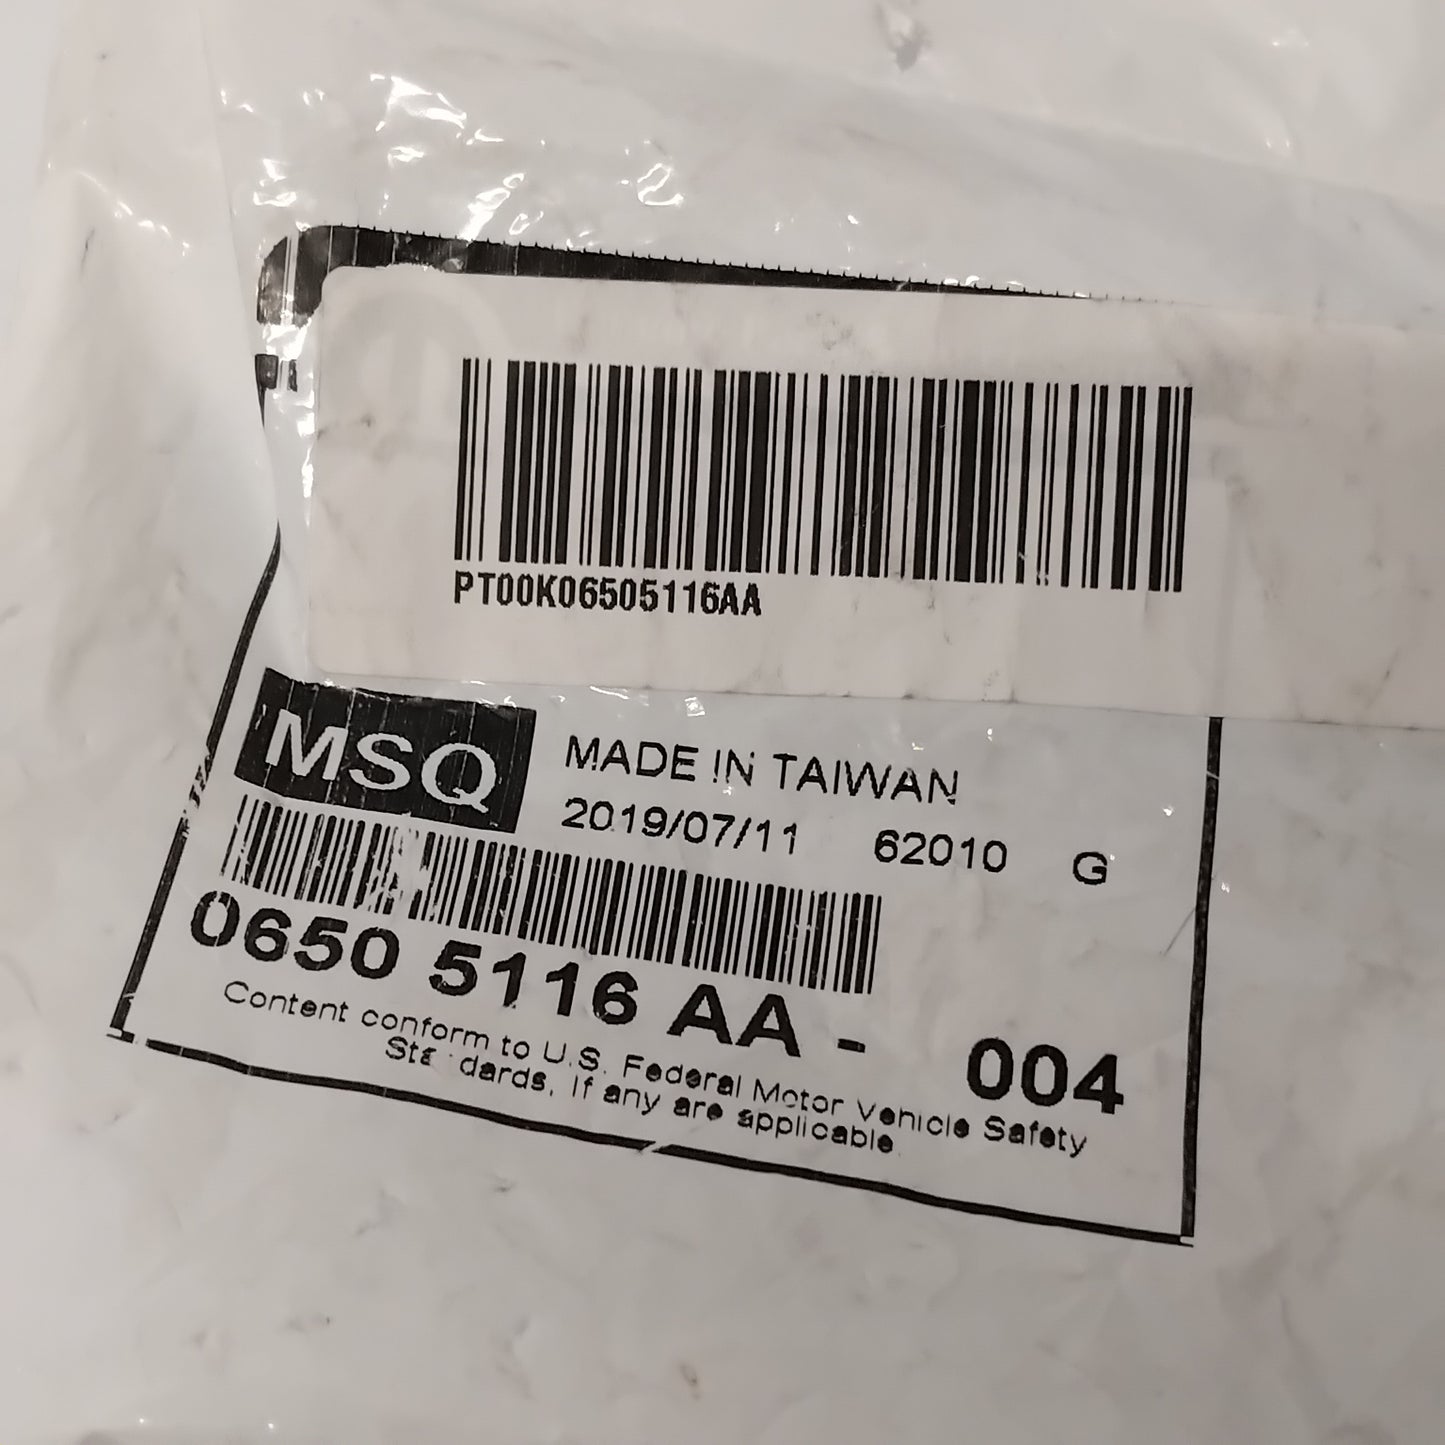 PT00K06505116AA
MSQ
MADE IN TAIWAN
2019/07/11 62010 G
0650 5116 AA - 004
Content conform to U.S. Federal Motor Vehicle Safety
Standards, If any are applicable.